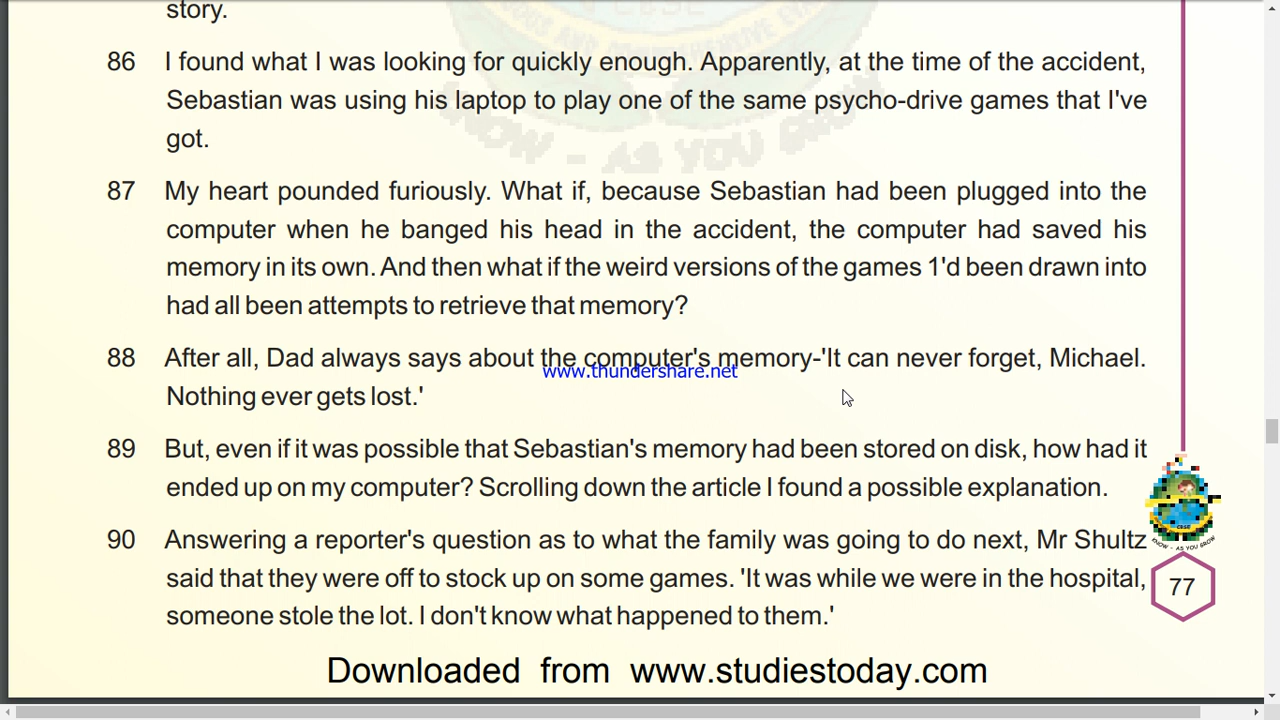 story.
86 I found what I was looking for quickly enough. Apparently, at the time of the accident,
Sebastian was using his laptop to play one of the same psycho-drive games that I've
got.
87 My heart pounded furiously. What if, because Sebastian had been plugged into the
computer when he banged his head in the accident, the computer had saved his
memory in its own. And then what if the weird versions of the games 1'd been drawn into
had all been attempts to retrieve that memory?
88 After all, Dad always says about the computer's memory-'It can never forget, Michael.
www.thundershare.net
Nothing ever gets lost.'
89 But, even if it was possible that Sebastian's memory had been stored on disk, how had it
ended up on my computer? Scrolling down the article I found a possible explanation.
90 Answering a reporter's question as to what the family was going to do next, Mr Shultz
said that they were off to stock up on some games. 'It was while we were in the hospital,
someone stole the lot. I don't know what happened to them.'
KNOW - AS YOU GROW
CBSE
KNOW - AS YOU GROW
77
Downloaded from www.studiestoday.com